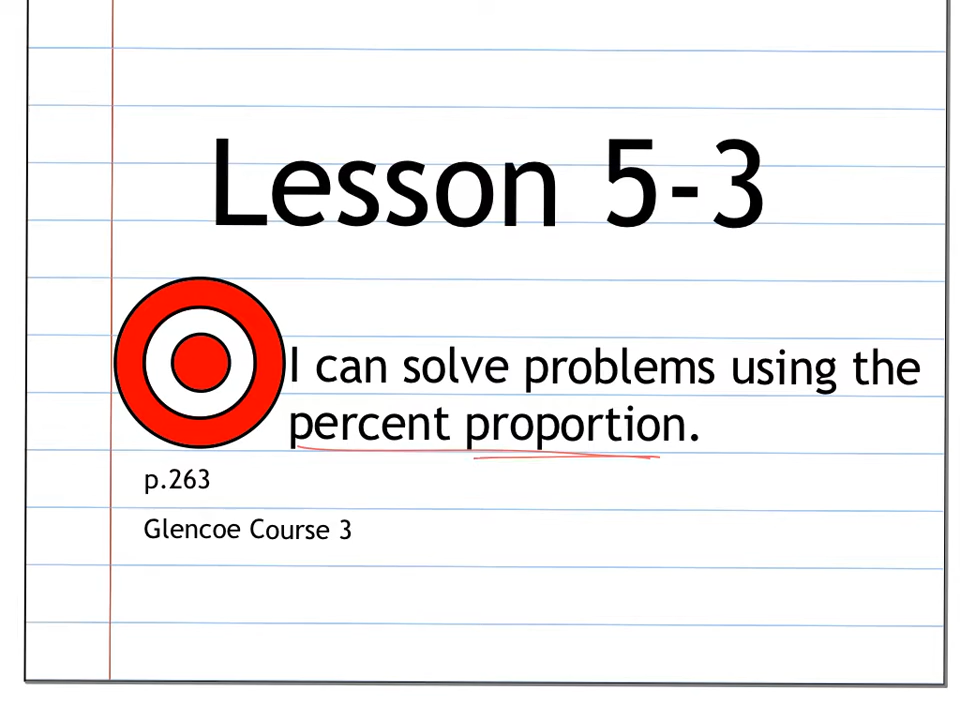 Lesson 5-3
I can solve problems using the
percent proportion.
p.263
Glencoe Course 3